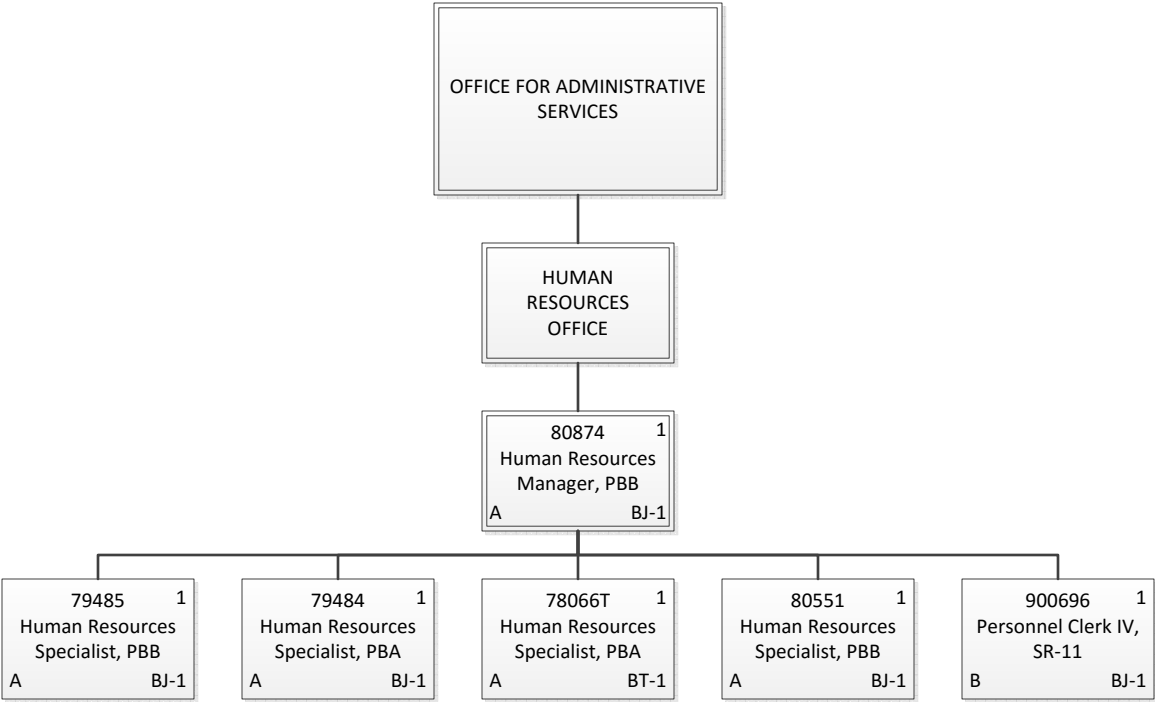 OFFICE FOR ADMINISTRATIVE
SERVICES
HUMAN
RESOURCES
OFFICE
80874 1
Human Resources
Manager, PBB
A BJ-1
79485 1
Human Resources
Specialist, PBB
A BJ-1
79484 1
Human Resources
Specialist, PBA
A BJ-1
78066T 1
Human Resources
Specialist, PBA
A BT-1
80551 1
Human Resources
Specialist, PBB
A BJ-1
900696 1
Personnel Clerk IV,
SR-11
B BJ-1